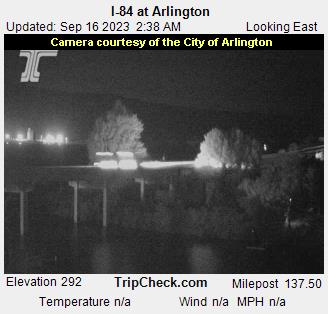 I-84 at Arlington
Updated: Sep 16 2023 2:38 AM Looking East
Camera courtesy of the City of Arlington
Elevation 292 TripCheck.com Milepost 137.50
Temperature n/a Wind n/a MPH n/a